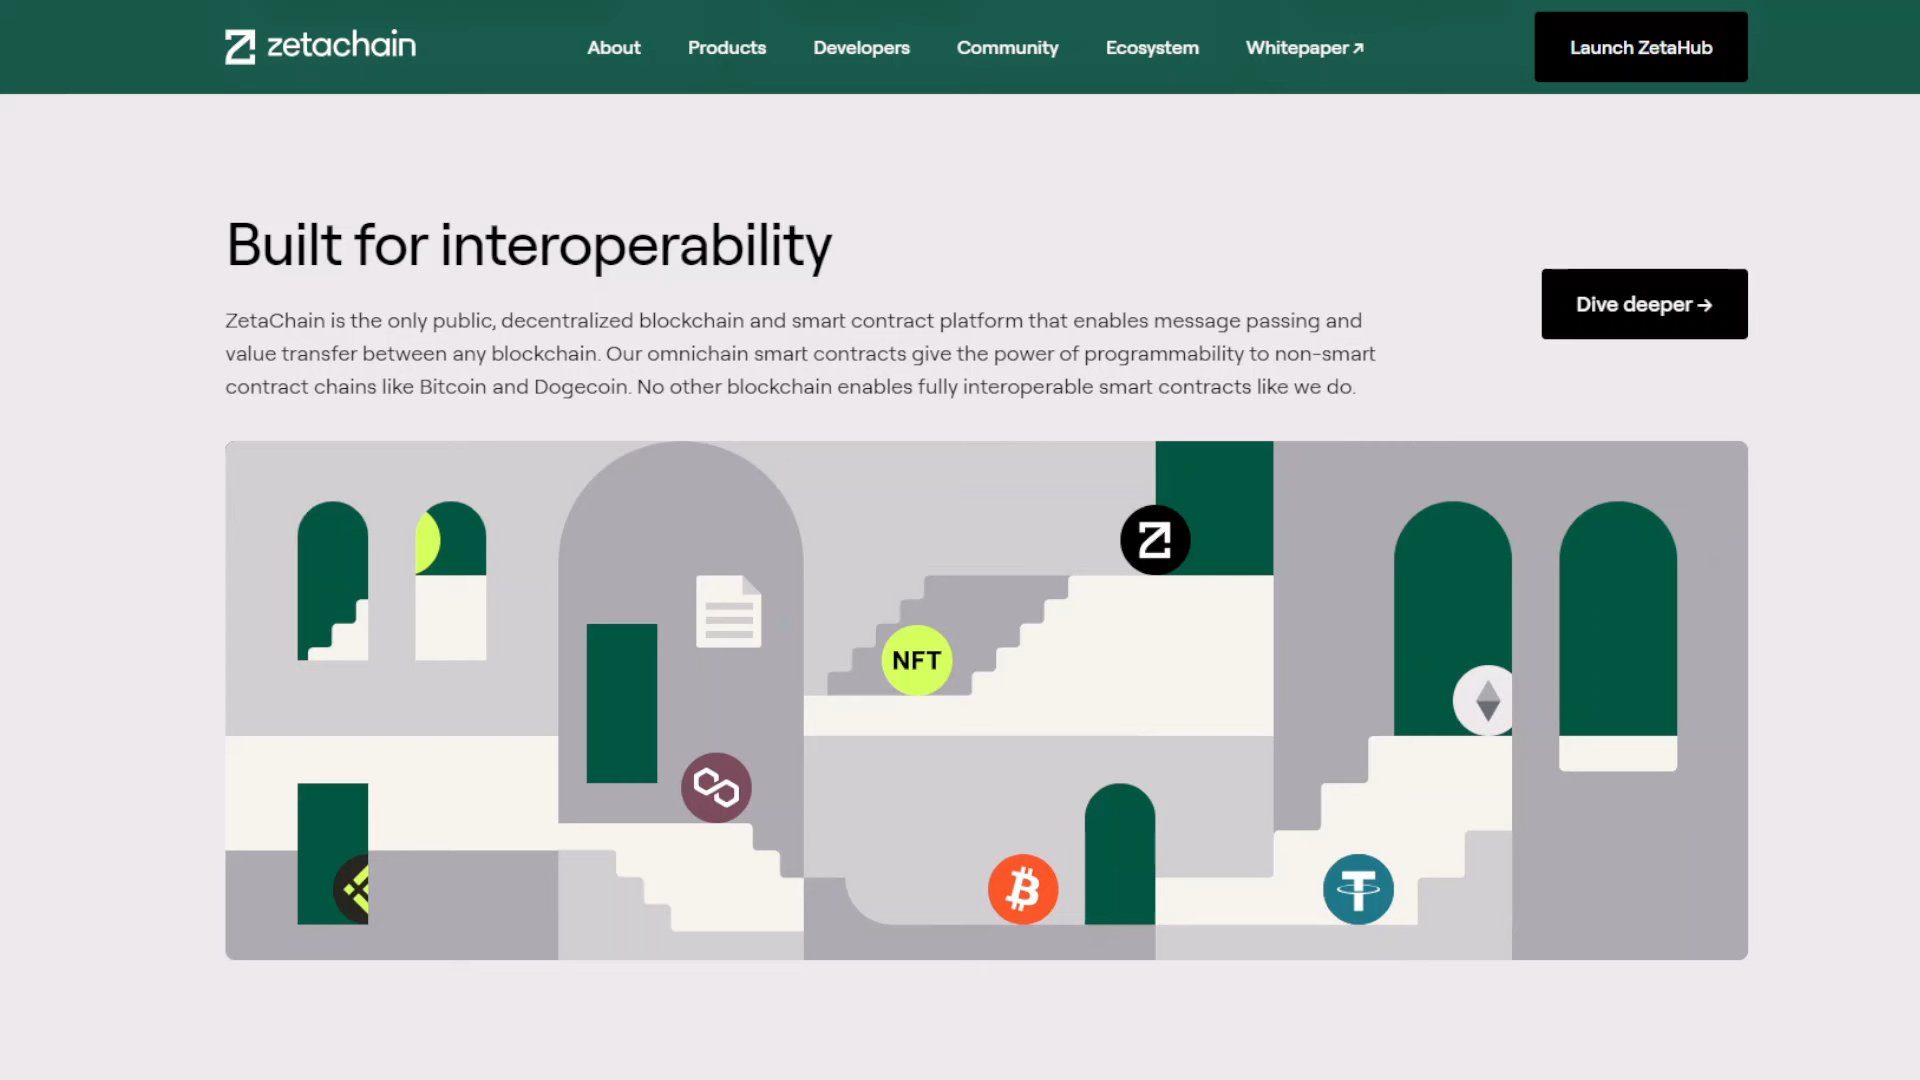 zetachain
About
Products
Developers
Community
Ecosystem
Whitepaper ↗
Launch ZetaHub
Built for interoperability
Dive deeper →
ZetaChain is the only public, decentralized blockchain and smart contract platform that enables message passing and
value transfer between any blockchain. Our omnichain smart contracts give the power of programmability to non-smart
contract chains like Bitcoin and Dogecoin. No other blockchain enables fully interoperable smart contracts like we do.
NFT